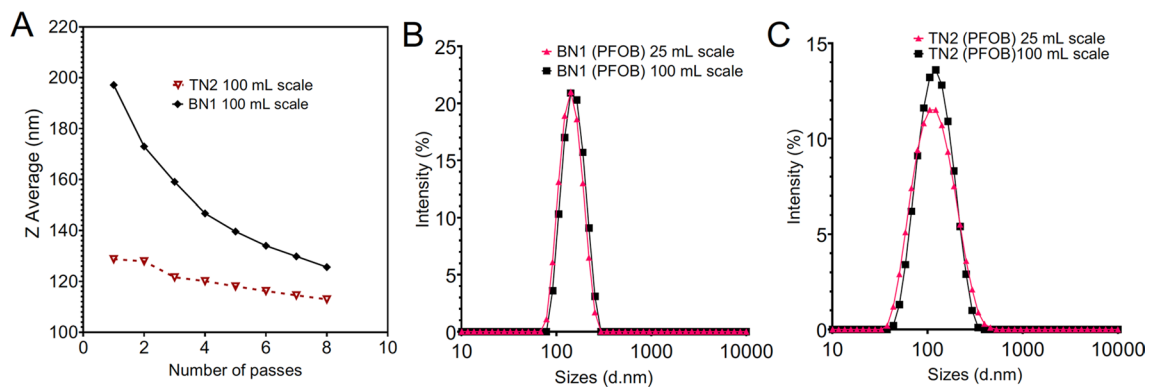 A
220
200
180
160
140
120
100
Z Average (nm)
TN2 100 mL scale
BN1 100 mL scale
0 2 4 6 8 10
Number of passes
B
25
20
15
10
5
0
Intensity (%)
BN1 (PFOB) 25 mL scale
BN1 (PFOB) 100 mL scale
10 100 1000 10000
Sizes (d.nm)
C
15
10
5
0
Intensity (%)
TN2 (PFOB) 25 mL scale
TN2 (PFOB)100 mL scale
10 100 1000 10000
Sizes (d.nm)